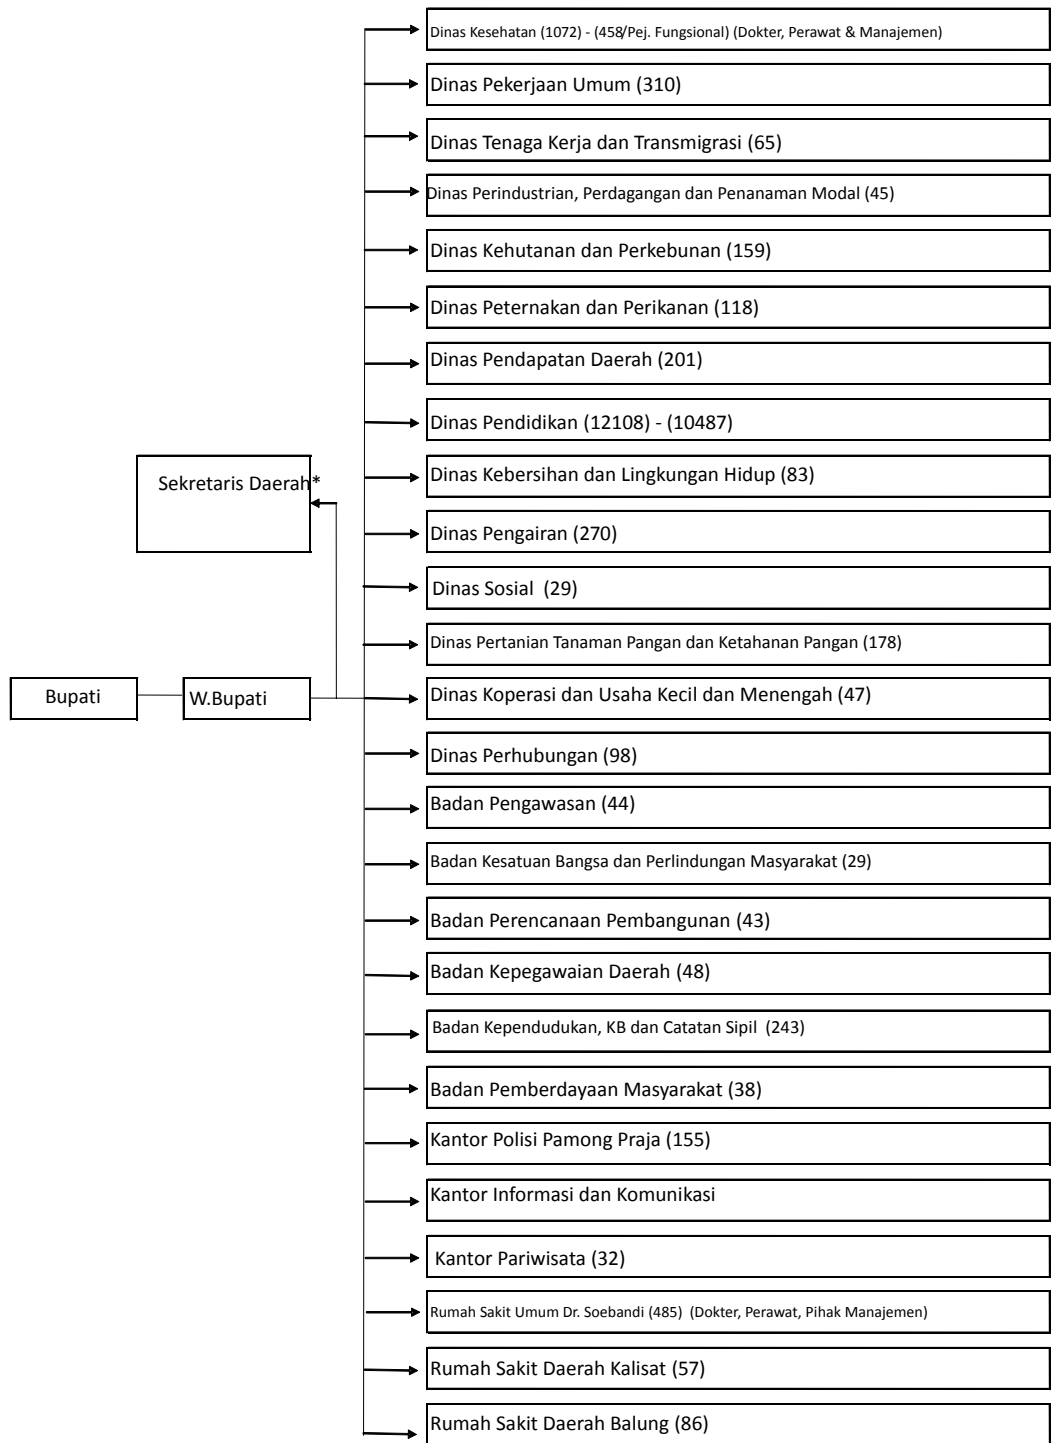 Dinas Kesehatan (1072) - (458/Pej. Fungsional) (Dokter, Perawat & Manajemen)
Dinas Pekerjaan Umum (310)
Dinas Tenaga Kerja dan Transmigrasi (65)
Dinas Perindustrian, Perdagangan dan Penanaman Modal (45)
Dinas Kehutanan dan Perkebunan (159)
Dinas Peternakan dan Perikanan (118)
Dinas Pendapatan Daerah (201)
Dinas Pendidikan (12108) - (10487)
Sekretaris Daerah*
Dinas Kebersihan dan Lingkungan Hidup (83)
Dinas Pengairan (270)
Dinas Sosial (29)
Dinas Pertanian Tanaman Pangan dan Ketahanan Pangan (178)
Bupati
W.Bupati
Dinas Koperasi dan Usaha Kecil dan Menengah (47)
Dinas Perhubungan (98)
Badan Pengawasan (44)
Badan Kesatuan Bangsa dan Perlindungan Masyarakat (29)
Badan Perencanaan Pembangunan (43)
Badan Kepegawaian Daerah (48)
Badan Kependudukan, KB dan Catatan Sipil (243)
Badan Pemberdayaan Masyarakat (38)
Kantor Polisi Pamong Praja (155)
Kantor Informasi dan Komunikasi
Kantor Pariwisata (32)
Rumah Sakit Umum Dr. Soebandi (485) (Dokter, Perawat, Pihak Manajemen)
Rumah Sakit Daerah Kalisat (57)
Rumah Sakit Daerah Balung (86)